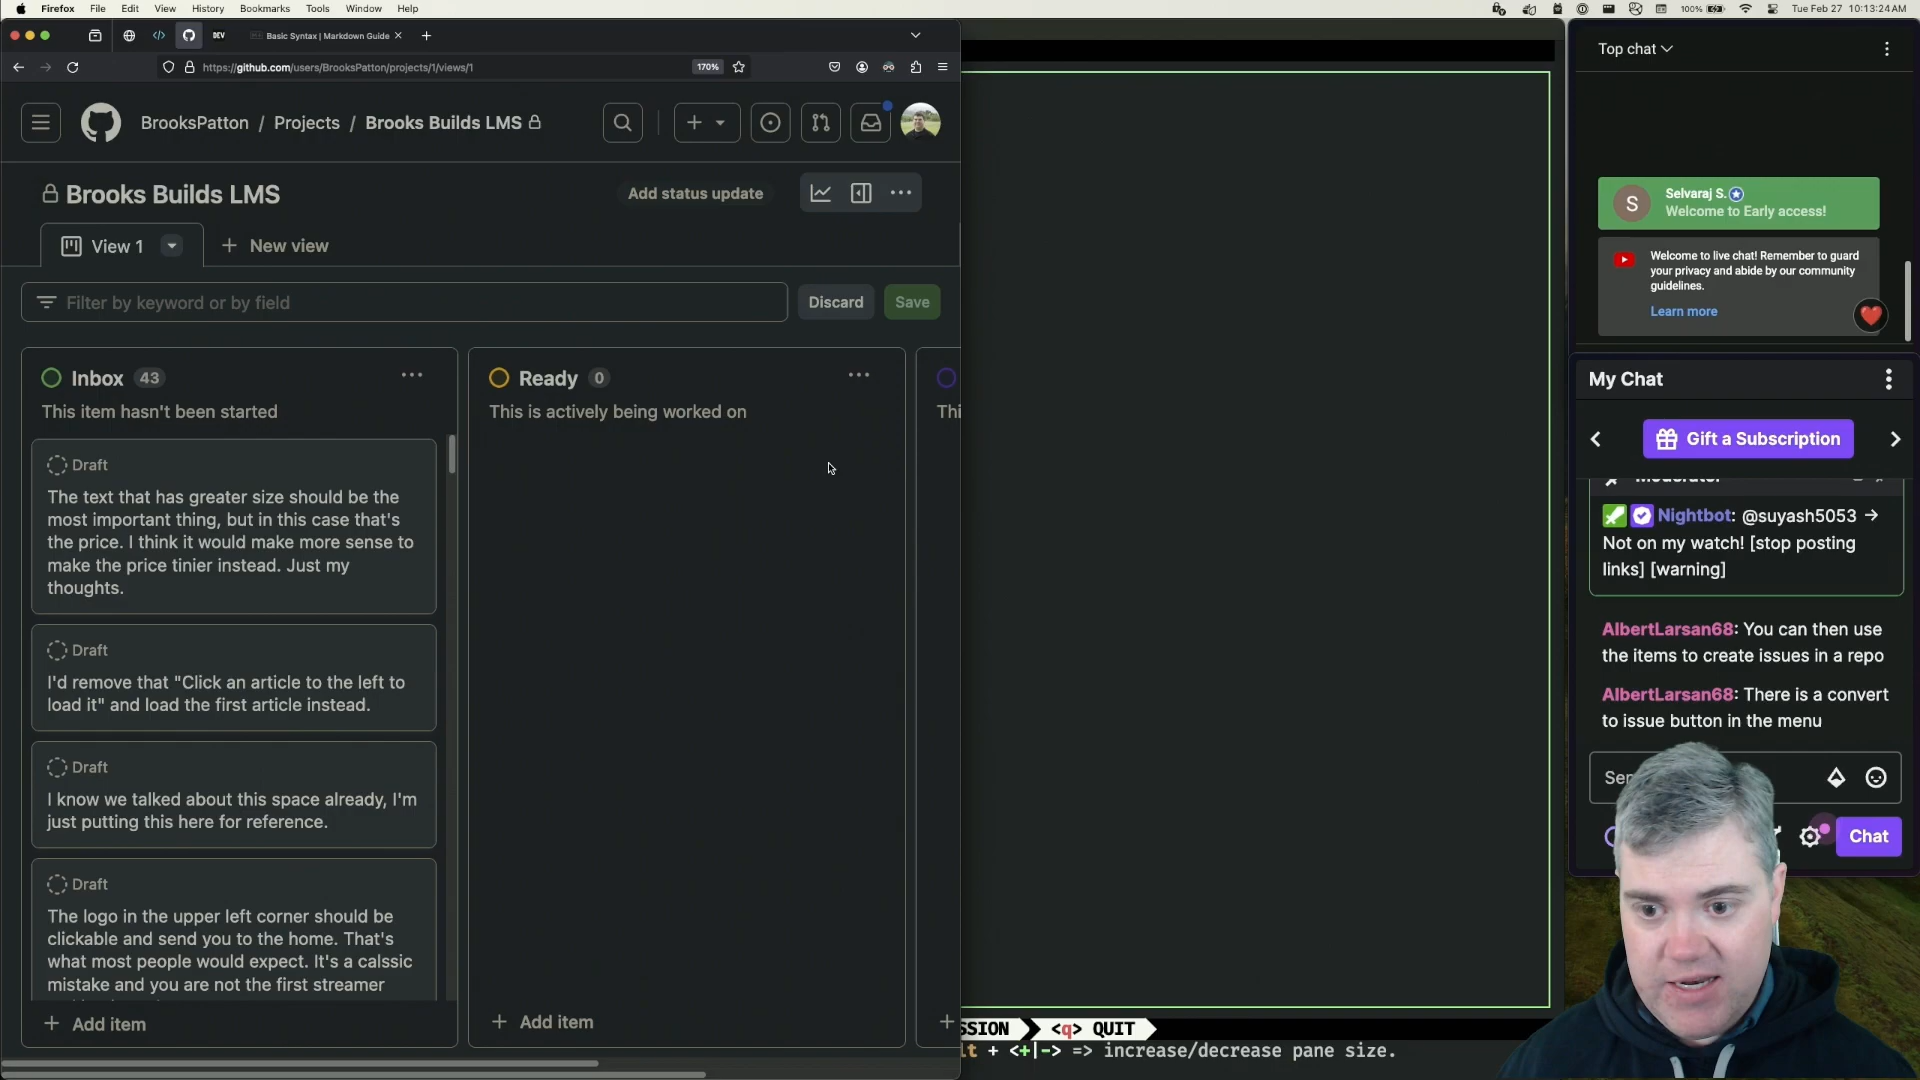 Firefox File Edit View History Bookmarks Tools Window Help
100% Tue Feb 27 10:13:24 AM
DEV Basic Syntax | Markdown Guide
https://github.com/users/BrooksPatton/projects/1/views/1
170%
BrooksPatton / Projects / Brooks Builds LMS
Brooks Builds LMS
Add status update
View 1
New view
Filter by keyword or by field
Discard
Save
Inbox 43
This item hasn't been started
Draft
The text that has greater size should be the
most important thing, but in this case that's
the price. I think it would make more sense to
make the price tinier instead. Just my
thoughts.
Draft
I'd remove that "Click an article to the left to
load it" and load the first article instead.
Draft
I know we talked about this space already, I'm
just putting this here for reference.
Draft
The logo in the upper left corner should be
clickable and send you to the home. That's
what most people would expect. It's a calssic
mistake and you are not the first streamer
+ Add item
Ready 0
This is actively being worked on
+ Add item
Thi
+
SSION <q> QUIT
lt + <+|-> => increase/decrease pane size.
Top chat
S
Selvaraj S.
Welcome to Early access!
Welcome to live chat! Remember to guard
your privacy and abide by our community
guidelines.
Learn more
My Chat
Gift a Subscription
Moderator
Nightbot: @suyash5053 →
Not on my watch! [stop posting
links] [warning]
AlbertLarsan68: You can then use
the items to create issues in a repo
AlbertLarsan68: There is a convert
to issue button in the menu
Chat